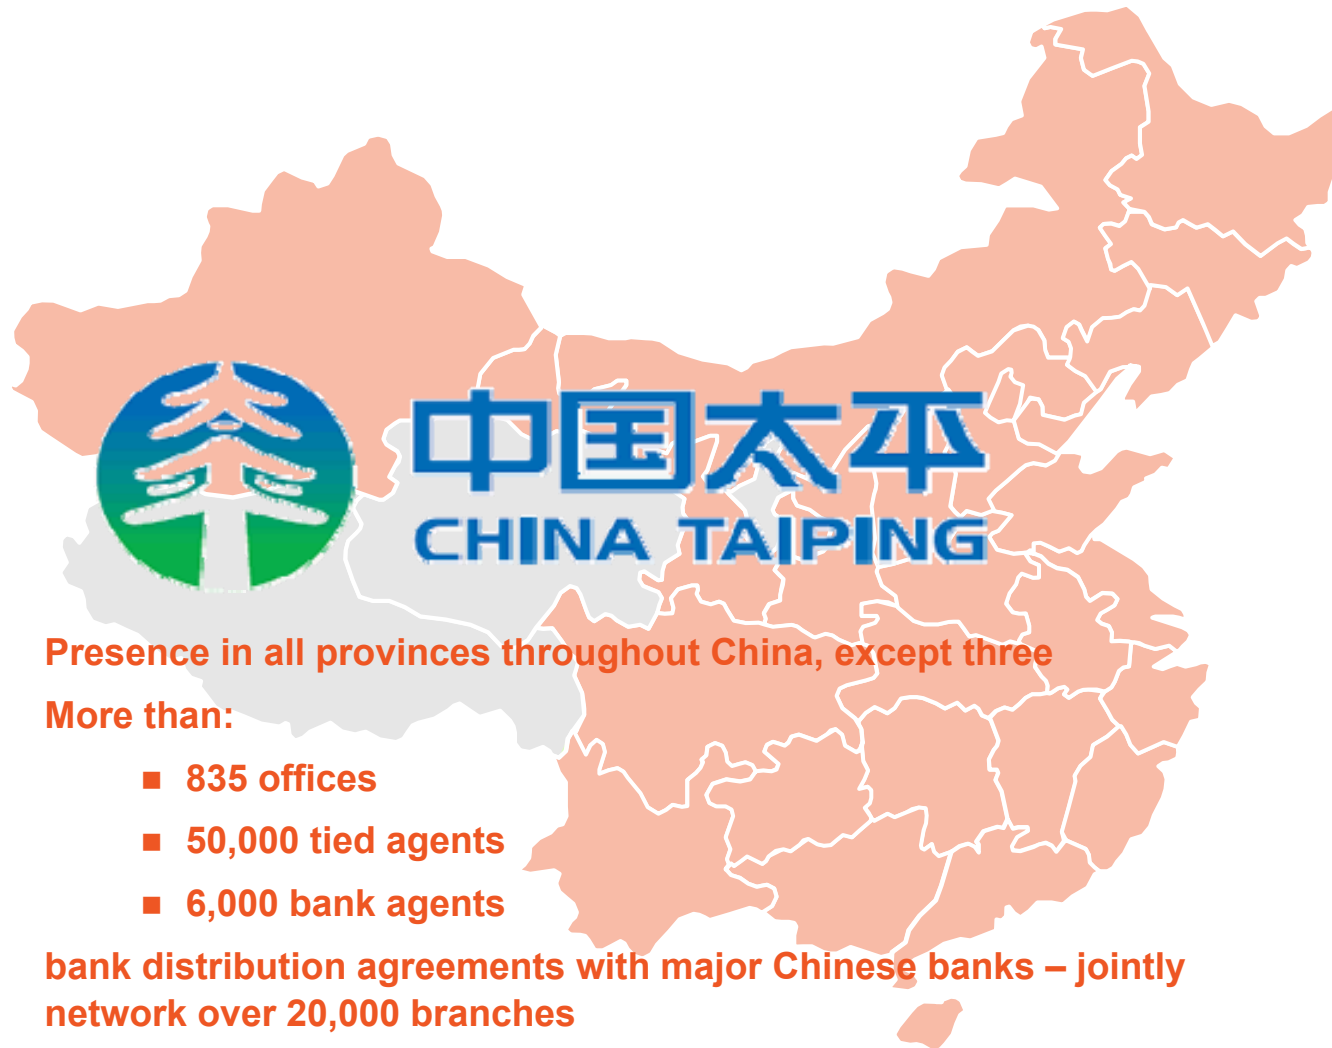 中国太平
CHINA TAIPING
Presence in all provinces throughout China, except three
More than:
■ 835 offices
■ 50,000 tied agents
■ 6,000 bank agents
bank distribution agreements with major Chinese banks – jointly
network over 20,000 branches